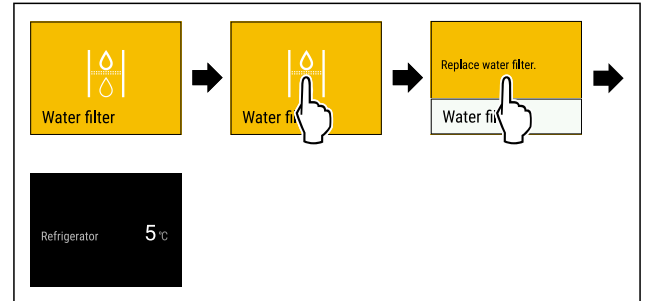 Water filter
Water fi
Replace water filter.
Water fi
Refrigerator 5 °C